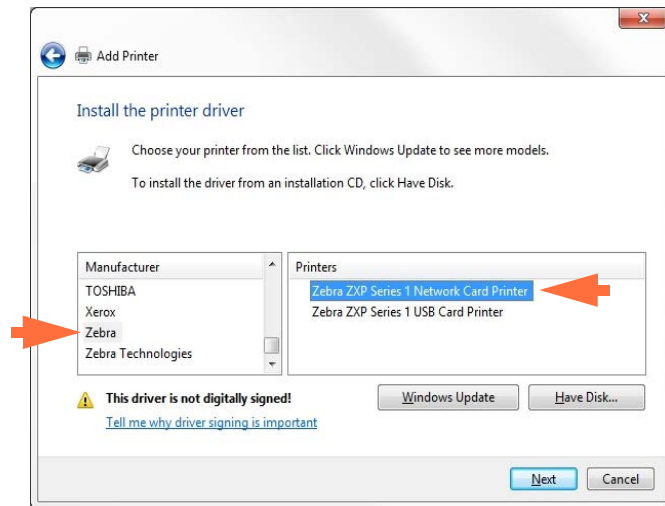 Add Printer
Install the printer driver
Choose your printer from the list. Click Windows Update to see more models.
To install the driver from an installation CD, click Have Disk.
Manufacturer
TOSHIBA
Xerox
Zebra
Zebra Technologies
Printers
Zebra ZXP Series 1 Network Card Printer
Zebra ZXP Series 1 USB Card Printer
This driver is not digitally signed!
Tell me why driver signing is important
Windows Update
Have Disk...
Next
Cancel